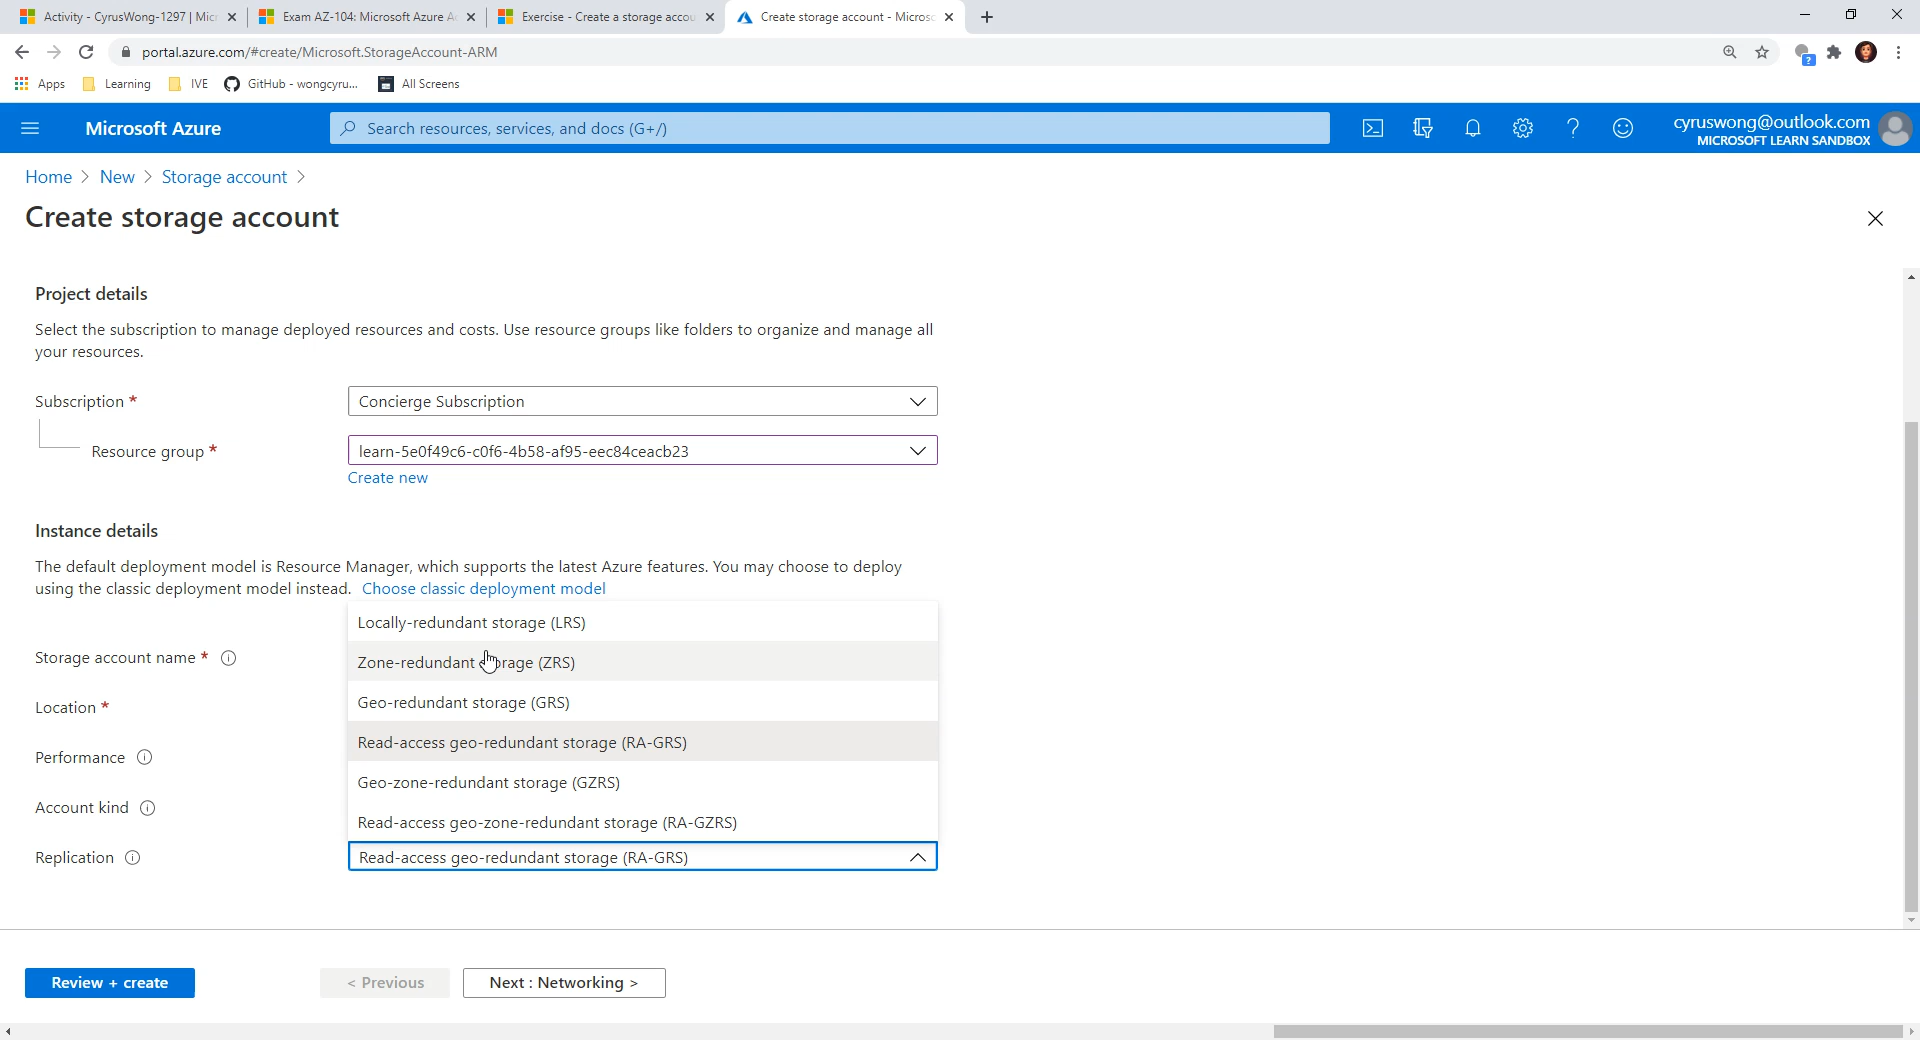 Activity - CyrusWong-1297 | Mic
Exam AZ-104: Microsoft Azure A
Exercise - Create a storage accou
Create storage account - Microsc
portal.azure.com/#create/Microsoft.StorageAccount-ARM
Apps
Learning
IVE
GitHub - wongcyru...
All Screens
Microsoft Azure
Search resources, services, and docs (G+/)
cyruswong@outlook.com
MICROSOFT LEARN SANDBOX
Home > New > Storage account >
Create storage account
Project details
Select the subscription to manage deployed resources and costs. Use resource groups like folders to organize and manage all
your resources.
Subscription *
Concierge Subscription
Resource group *
learn-5e0f49c6-c0f6-4b58-af95-eec84ceacb23
Create new
Instance details
The default deployment model is Resource Manager, which supports the latest Azure features. You may choose to deploy
using the classic deployment model instead. Choose classic deployment model
Locally-redundant storage (LRS)
Storage account name *
Zone-redundant storage (ZRS)
Geo-redundant storage (GRS)
Location *
Read-access geo-redundant storage (RA-GRS)
Performance
Geo-zone-redundant storage (GZRS)
Account kind
Read-access geo-zone-redundant storage (RA-GZRS)
Replication
Read-access geo-redundant storage (RA-GRS)
Review + create
< Previous
Next : Networking >